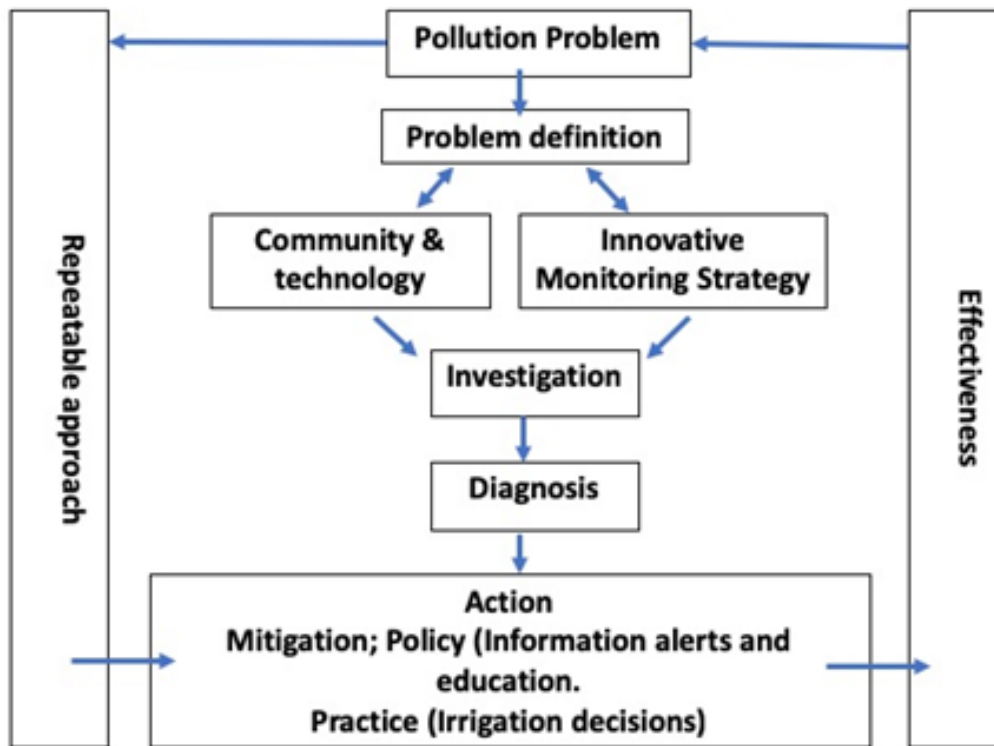 Pollution Problem
Problem definition
Community &
technology
Innovative
Monitoring Strategy
Investigation
Diagnosis
Action
Mitigation; Policy (Information alerts and
education.
Practice (Irrigation decisions)
Repeatable approach
Effectiveness